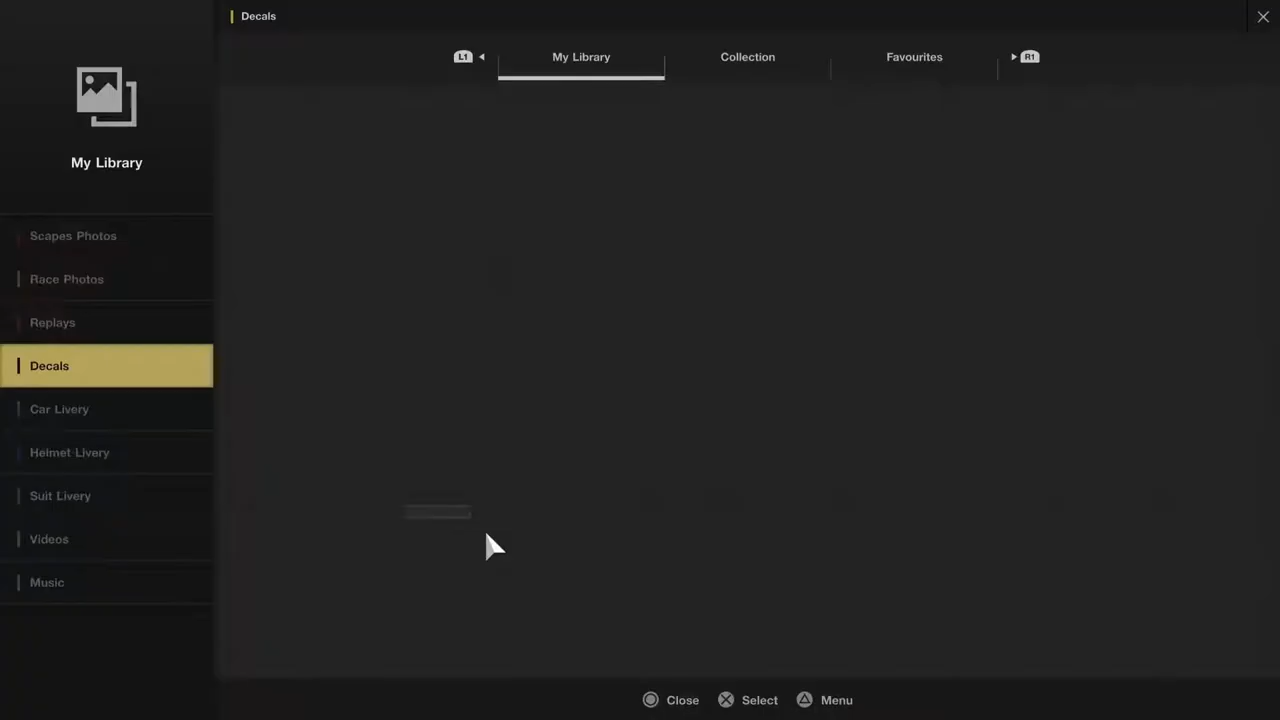 Decals
L1
My Library
Collection
Favourites
R1
My Library
Scapes Photos
Race Photos
Replays
Decals
Car Livery
Helmet Livery
Suit Livery
Videos
Music
Close
Select
Menu